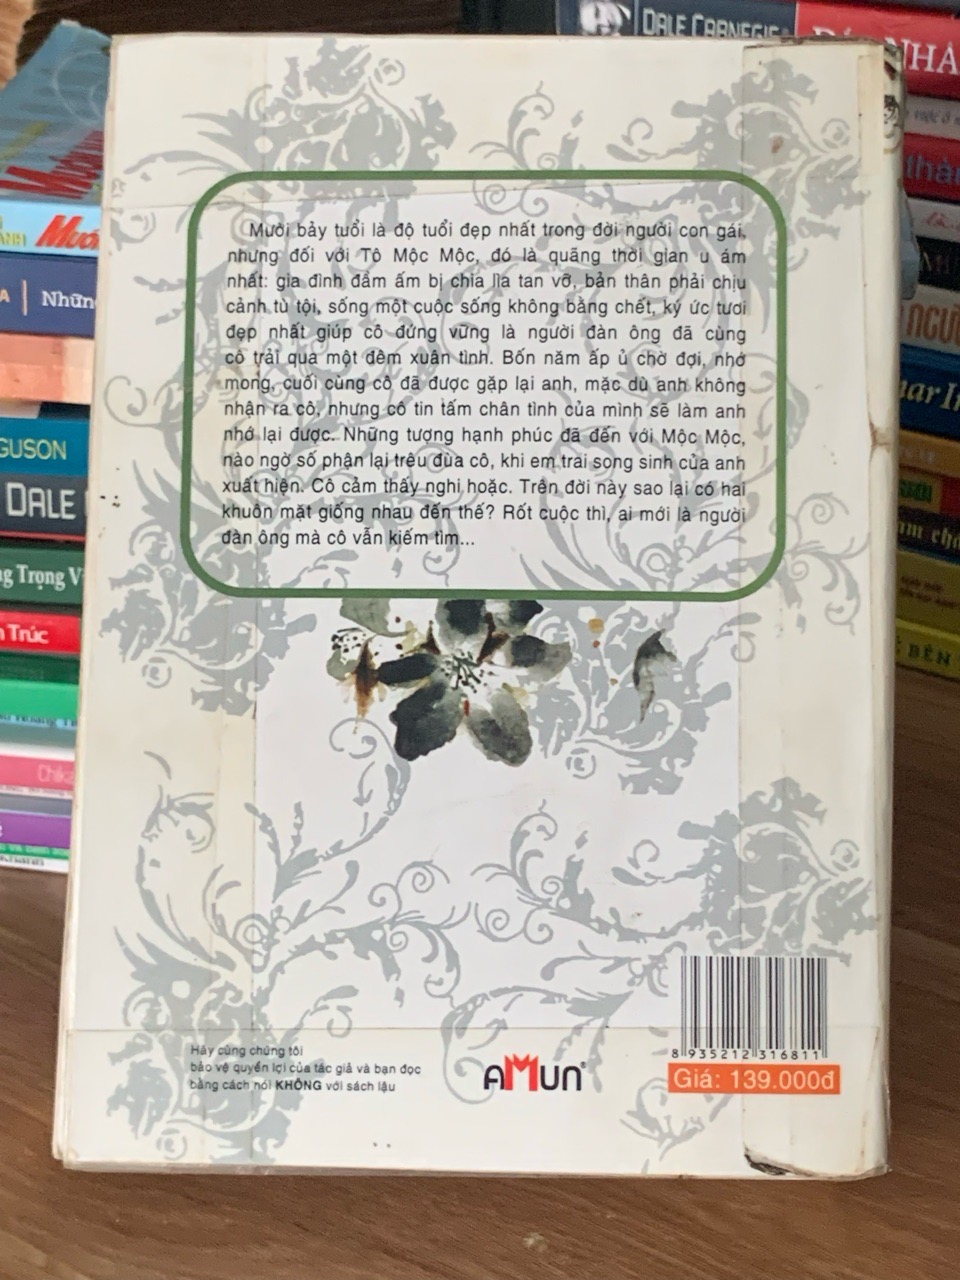 DALE CARNEGIE
NHÂ
Mười bảy tuổi là độ tuổi đẹp nhất trong đời người con gái,
nhưng đối với Tô Mộc Mộc, đó là quãng thời gian u ám
nhất: gia đình đầm ấm bị chia lìa tan vỡ, bản thân phải chịu
cảnh tù tội, sống một cuộc sống không bằng chết, ký ức tươi
đẹp nhất giúp cô đứng vững là người đàn ông đã cùng
cô trải qua một đêm xuân tình. Bốn năm ấp ủ chờ đợi, nhớ
mong, cuối cùng cô đã được gặp lại anh, mặc dù anh không
nhận ra cô, nhưng cô tin tấm chân tình của mình sẽ làm anh
nhớ lại được. Những tượng hạnh phúc đã đến với Mộc Mộc,
nào ngờ số phận lại trêu đùa cô, khi em trai song sinh của anh
xuất hiện. Cô cảm thấy nghi hoặc. Trên đời này sao lại có hai
khuôn mặt giống nhau đến thế? Rốt cuộc thì, ai mới là người
đàn ông mà cô vẫn kiếm tìm...
Hãy cùng chúng tôi
bảo vệ quyền lợi của tác giả và bạn đọc
bằng cách nói KHÔNG với sách lậu
AMUN®
8 935212 316811
Giá: 139.000đ
Mướ
A | Nhữn
GUSON
DALE
g Trọng V
Trúc
Chika
NGƯ
BÊN